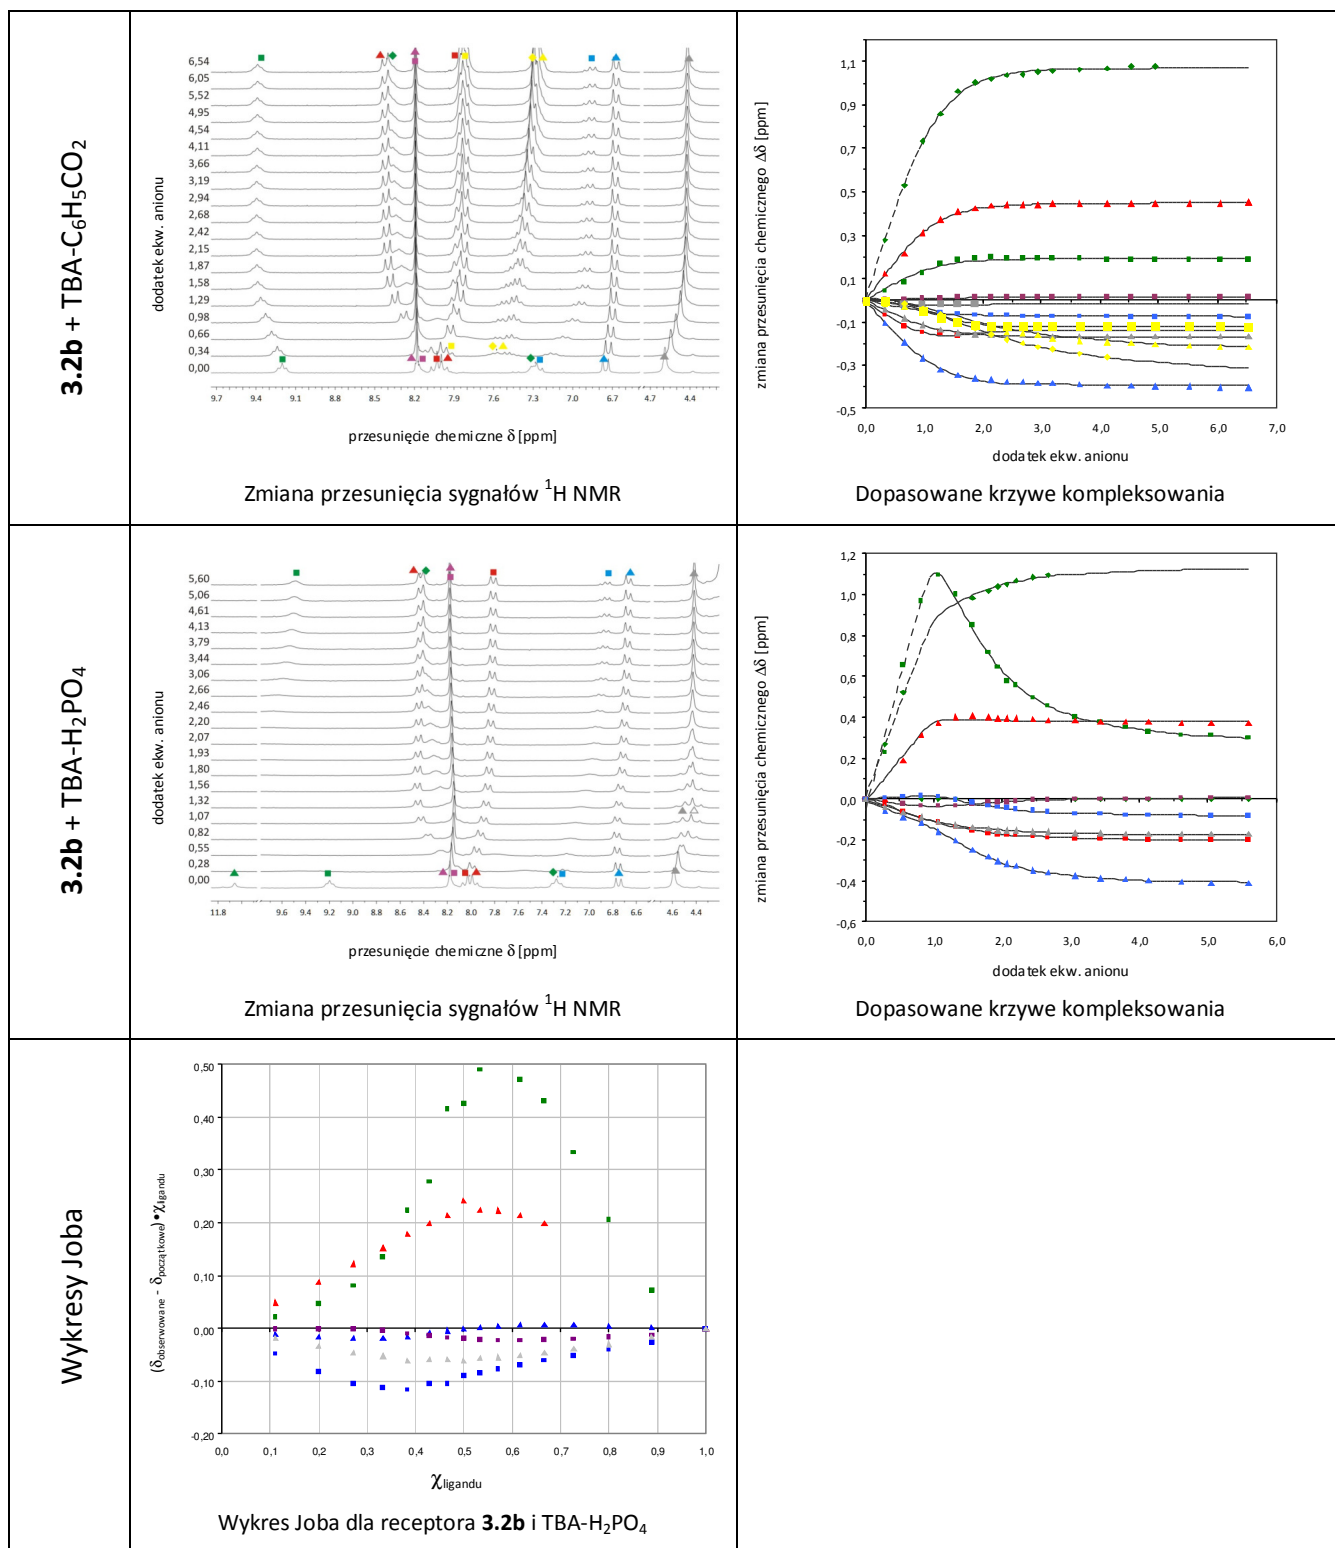 3.2b + TBA-C6H5CO2
dodatek ekw. anionu
6,54
6,05
5,52
4,95
4,54
4,11
3,66
3,19
2,94
2,68
2,42
2,15
1,87
1,58
1,29
0,98
0,66
0,34
0,00
9.7 9.4 9.1 8.8 8.5 8.2 7.9 7.6 7.3 7.0 6.7 4.7 4.4
przesunięcie chemiczne δ [ppm]
Zmiana przesunięcia sygnałów 1H NMR
zmiana przesunięcia chemicznego Δδ [ppm]
1,1
0,9
0,7
0,5
0,3
0,1
-0,1
-0,3
-0,5
0,0 1,0 2,0 3,0 4,0 5,0 6,0 7,0
dodatek ekw. anionu
Dopasowane krzywe kompleksowania
3.2b + TBA-H2PO4
dodatek ekw. anionu
5,60
5,06
4,61
4,13
3,79
3,44
3,06
2,66
2,46
2,20
2,07
1,93
1,80
1,56
1,32
1,07
0,82
0,55
0,28
0,00
11.8 9.6 9.2 9.0 8.8 8.6 8.4 8.2 8.0 7.8 7.6 7.4 7.2 6.8 6.6 4.6 4.4
przesunięcie chemiczne δ [ppm]
Zmiana przesunięcia sygnałów 1H NMR
zmiana przesunięcia chemicznego Δδ [ppm]
1,2
1,0
0,8
0,6
0,4
0,2
0,0
-0,2
-0,4
-0,6
0,0 1,0 2,0 3,0 4,0 5,0 6,0
dodatek ekw. anionu
Dopasowane krzywe kompleksowania
Wykresy Joba
(δobserwowane - δpoczątkowe)•χligandu
0,50
0,40
0,30
0,20
0,10
0,00
-0,10
-0,20
0,0 0,1 0,2 0,3 0,4 0,5 0,6 0,7 0,8 0,9 1,0
χligandu
Wykres Joba dla receptora 3.2b i TBA-H2PO4